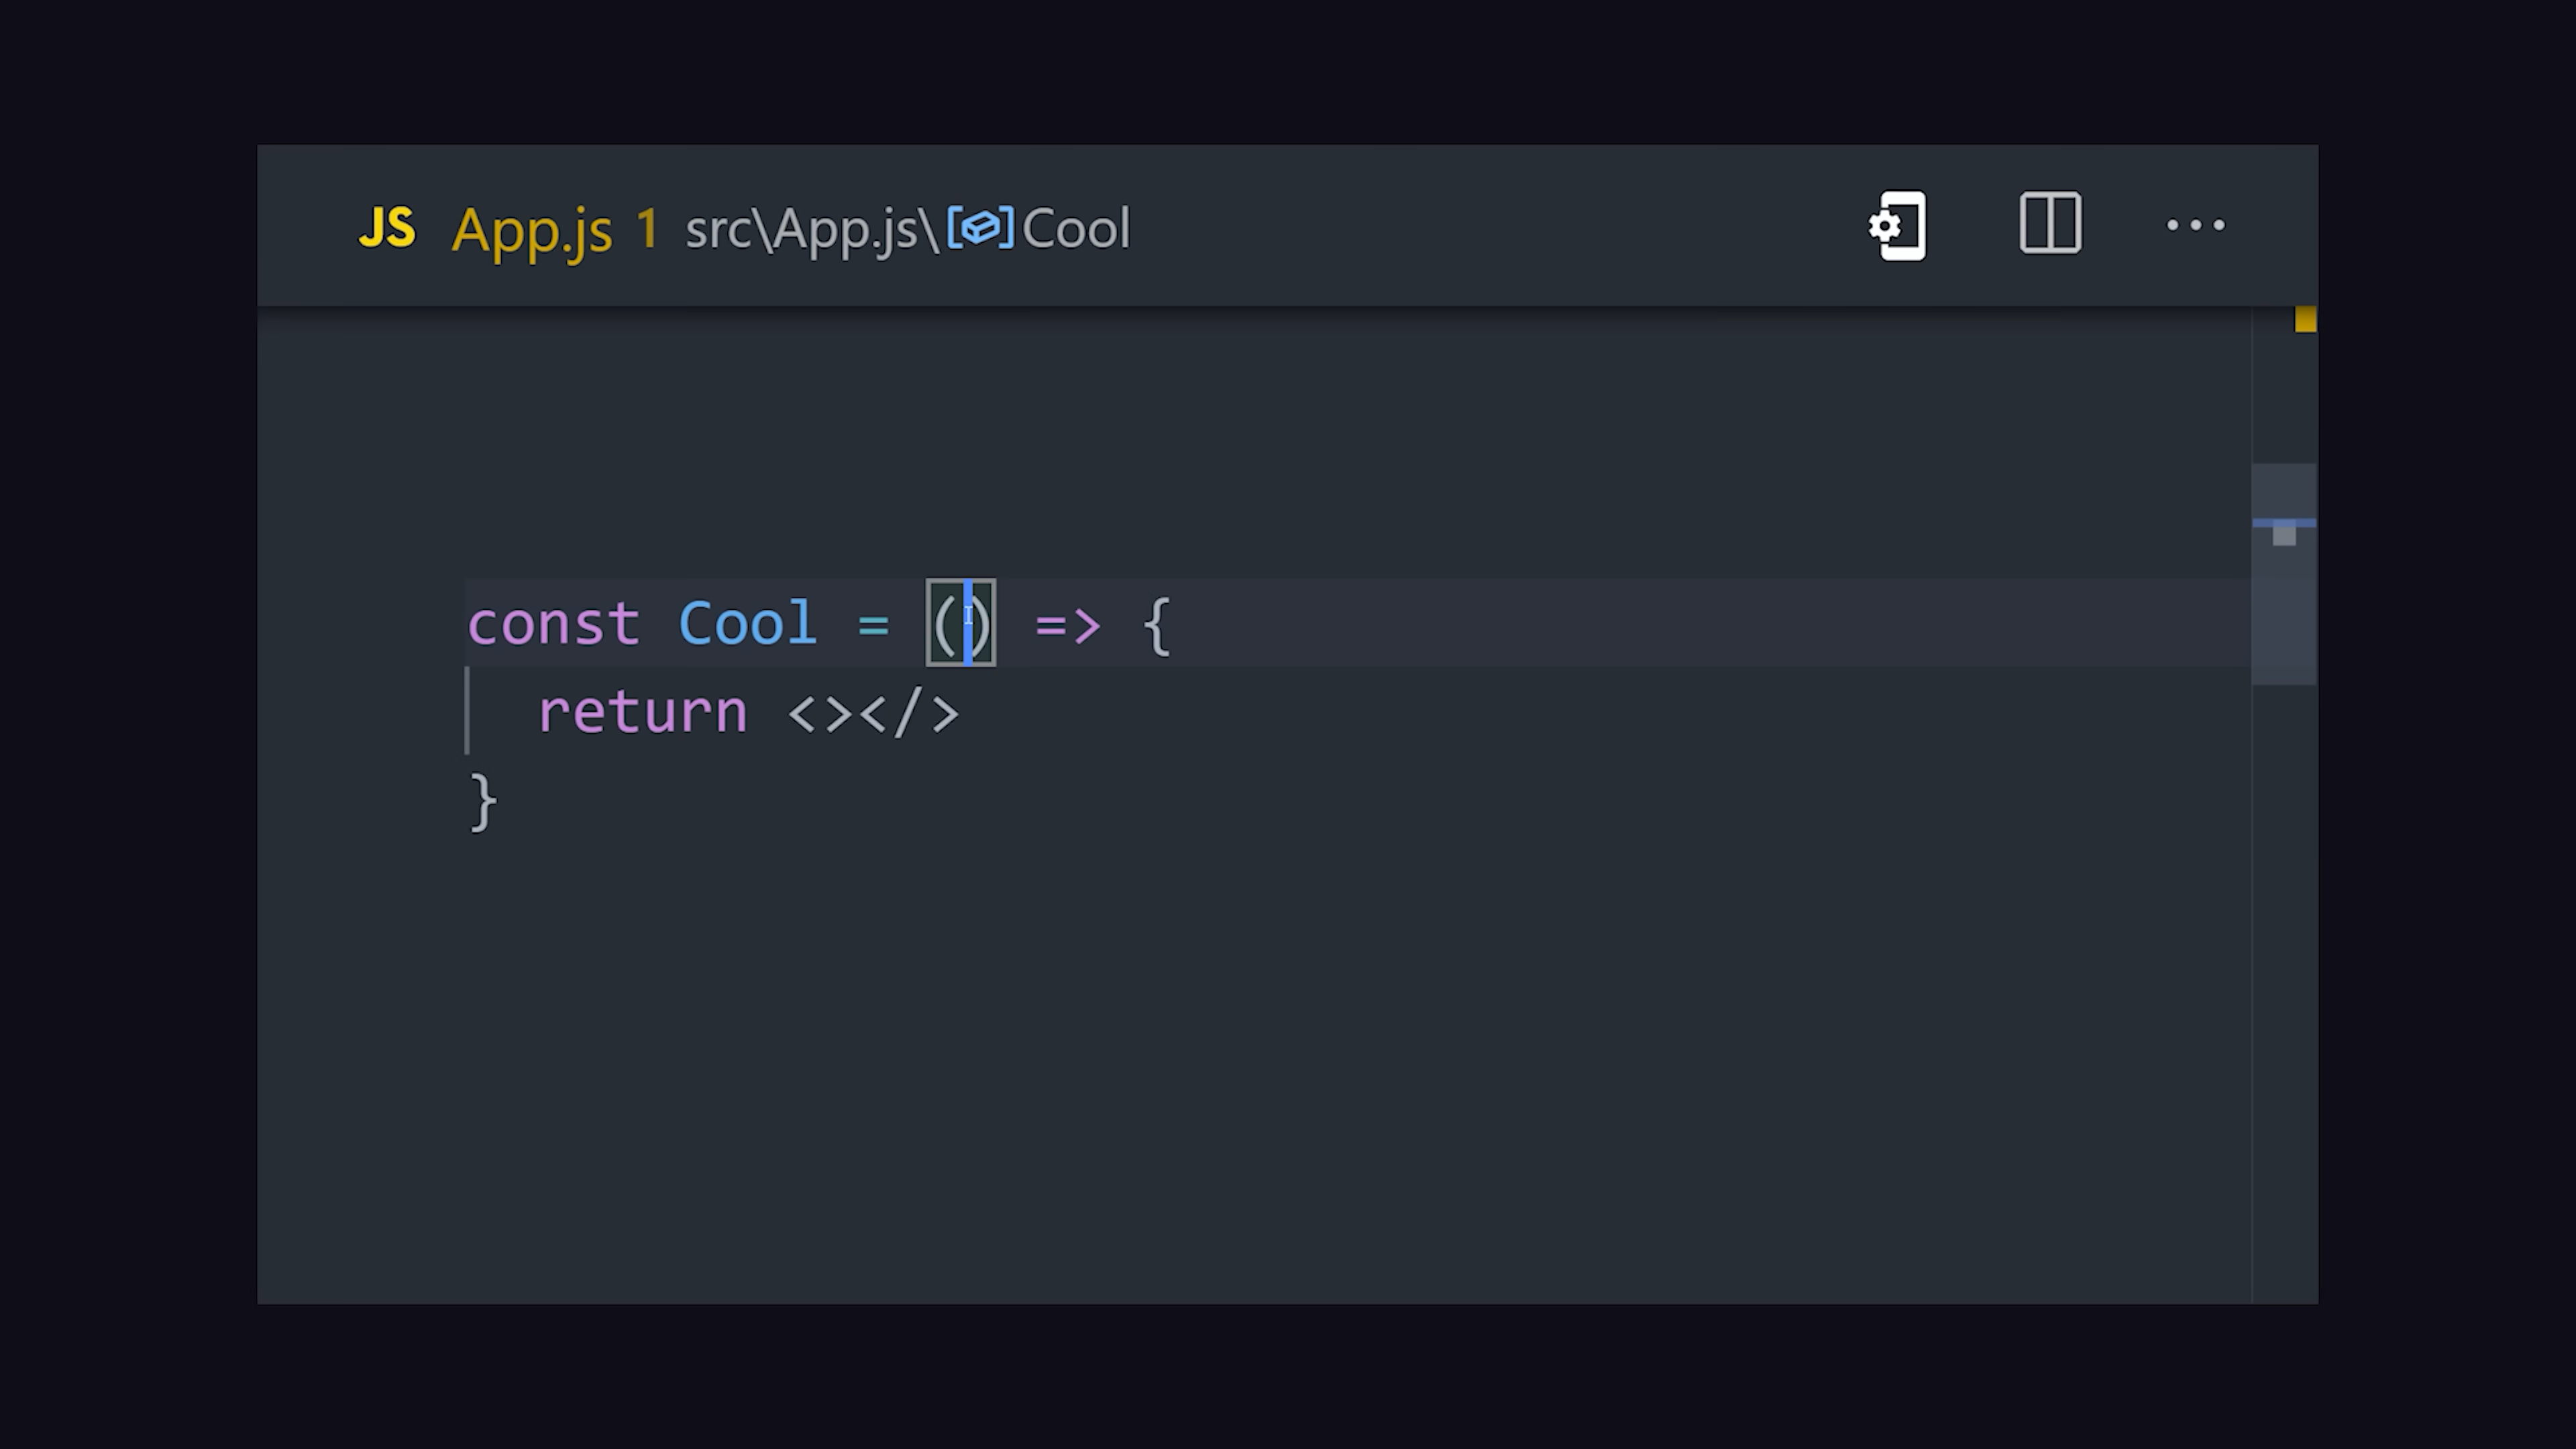 JS App.js 1 src\App.js\Cool
const Cool = () => {
return <></>
}